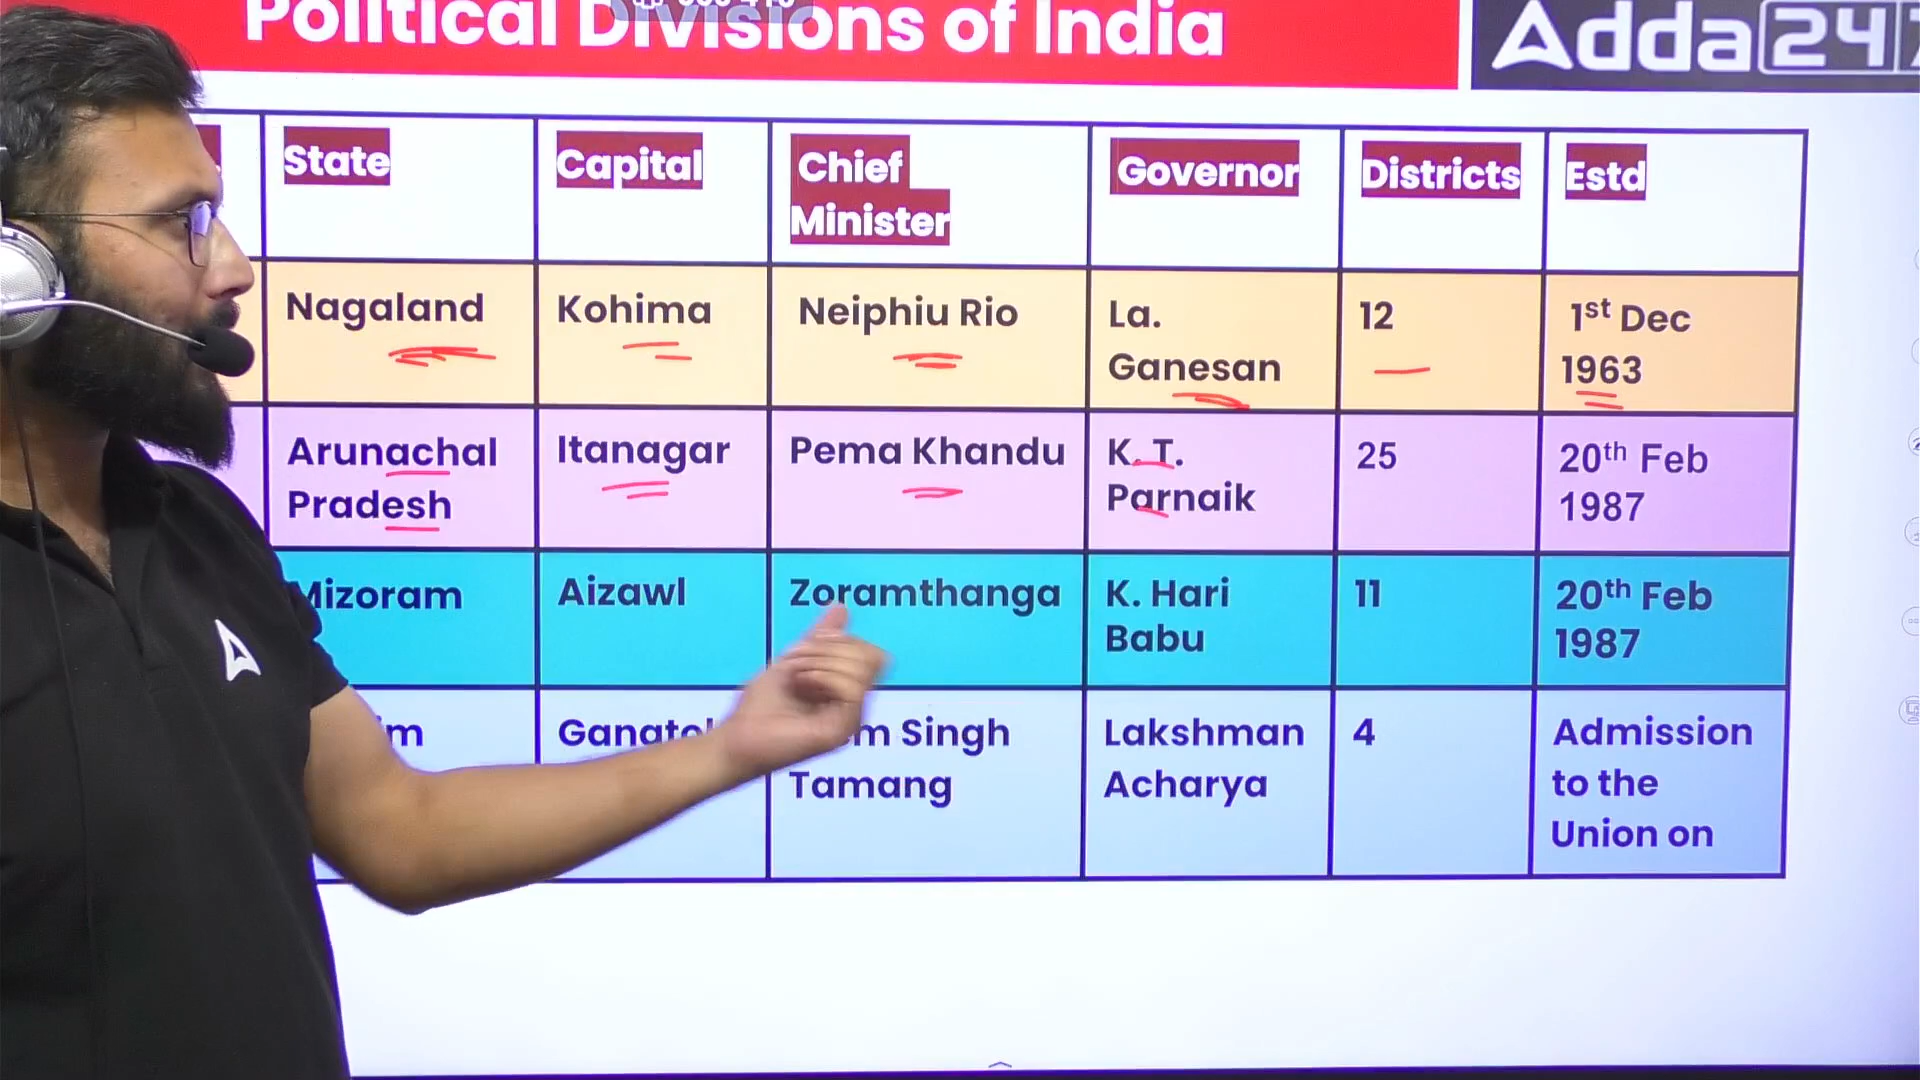 Political Divisions of India
Adda 247
State
Capital
Chief
Minister
Governor
Districts
Estd
Nagaland
Kohima
Neiphiu Rio
La.
Ganesan
12
1st Dec
1963
Arunachal
Pradesh
Itanagar
Pema Khandu
K. T.
Parnaik
25
20th Feb
1987
Mizoram
Aizawl
Zoramthanga
K. Hari
Babu
11
20th Feb
1987
Singh
Tamang
Lakshman
Acharya
4
Admission
to the
Union on